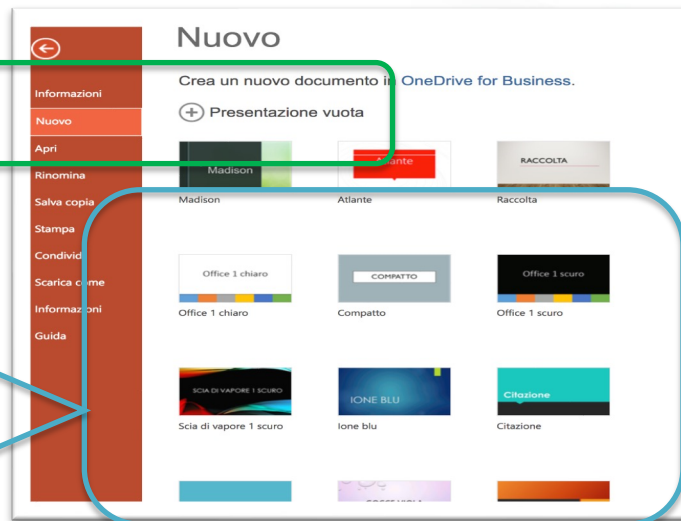 Nuovo
Crea un nuovo documento in OneDrive for Business.
Presentazione vuota
Informazioni
Nuovo
Apri
Rinomina
Salva copia
Stampa
Condividi
Scarica come
Informazioni
Guida
Madison
Atlante
RACCOLTA
Madison
Atlante
Raccolta
Office 1 chiaro
COMPATTO
Office 1 scuro
Office 1 chiaro
Compatto
Office 1 scuro
SCIA DI VAPORE 1 SCURO
IONE BLU
Citazione
Scia di vapore 1 scuro
Ione blu
Citazione